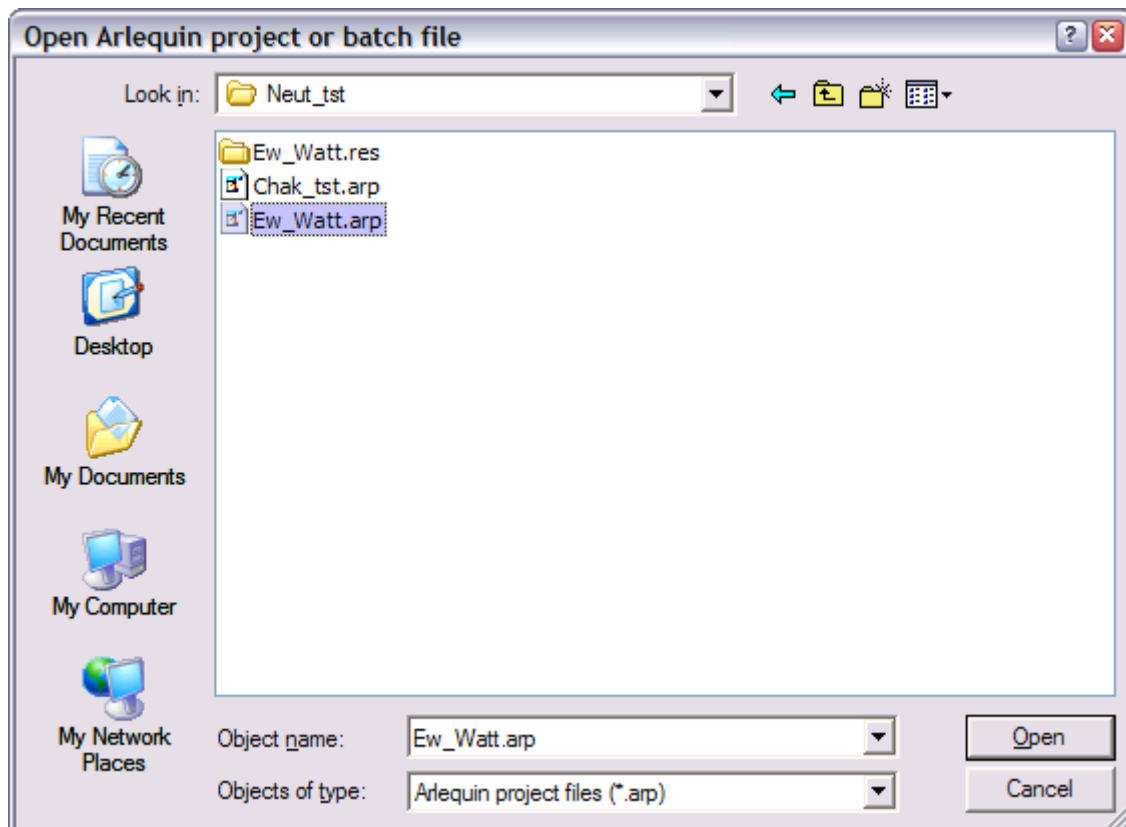 Open Arlequin project or batch file
Look in:
Neut_tst
Ew_Watt.res
Chak_tst.arp
Ew_Watt.arp
My Recent
Documents
Desktop
My Documents
My Computer
My Network
Places
Object name:
Ew_Watt.arp
Open
Objects of type:
Arlequin project files (*.arp)
Cancel